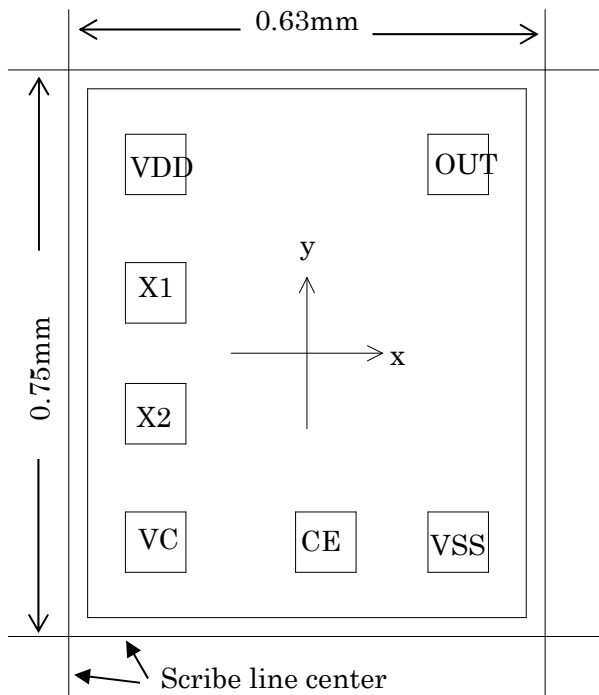 0.63mm
VDD
OUT
y
X1
x
0.75mm
X2
VC
CE
VSS
Scribe line center